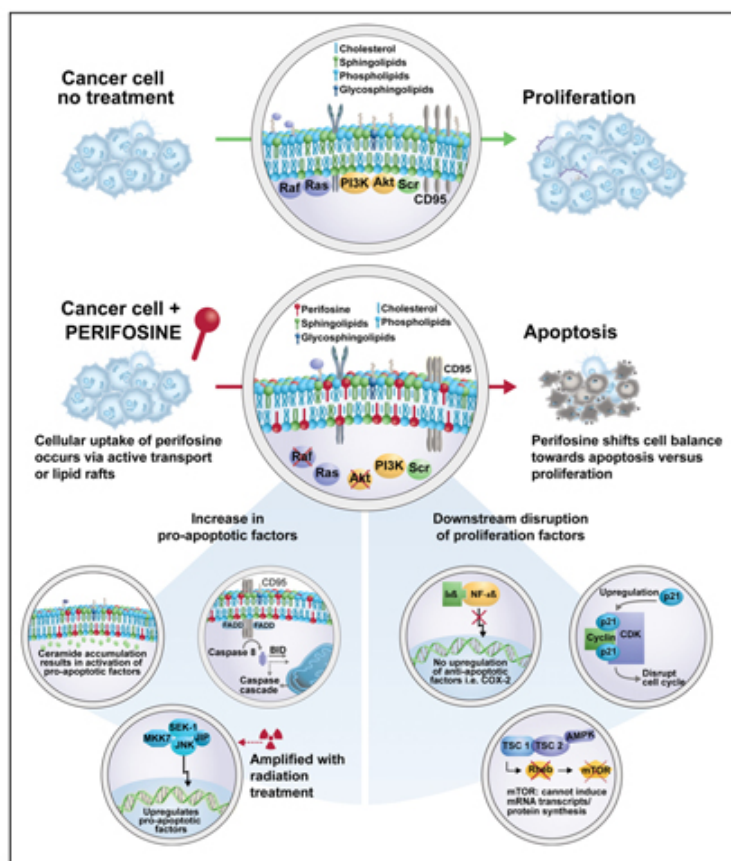 Cancer cell
no treatment
Cholesterol
Sphingolipids
Phospholipids
Glycosphingolipids
Proliferation
Raf
Ras
PI3K
Akt
Scr
CD95
Cancer cell +
PERIFOSINE
Perifosine
Sphingolipids
Glycosphingolipids
Cholesterol
Phospholipids
CD95
Apoptosis
Raf
Ras
Akt
PI3K
Scr
Cellular uptake of perifosine
occurs via active transport
or lipid rafts
Perifosine shifts cell balance
towards apoptosis versus
proliferation
Increase in
pro-apoptotic factors
Downstream disruption
of proliferation factors
Ceramide accumulation
results in activation of
pro-apoptotic factors
CD95
FADD
FADD
Caspase 8
BID
Caspase
cascade
No upregulation
of anti-apoptotic
factors i.e. COX-2
Upregulation
p21
p21
Cyclin
p21
CDK
Disrupt
cell cycle
SEK-1
MKK7
JIP
JNK
Upregulates
pro-apoptotic
factors
Amplified with
radiation
treatment
TSC 1
TSC 2
AMPK
Rheb
mTOR
mTOR: cannot induce
mRNA transcripts/
protein synthesis